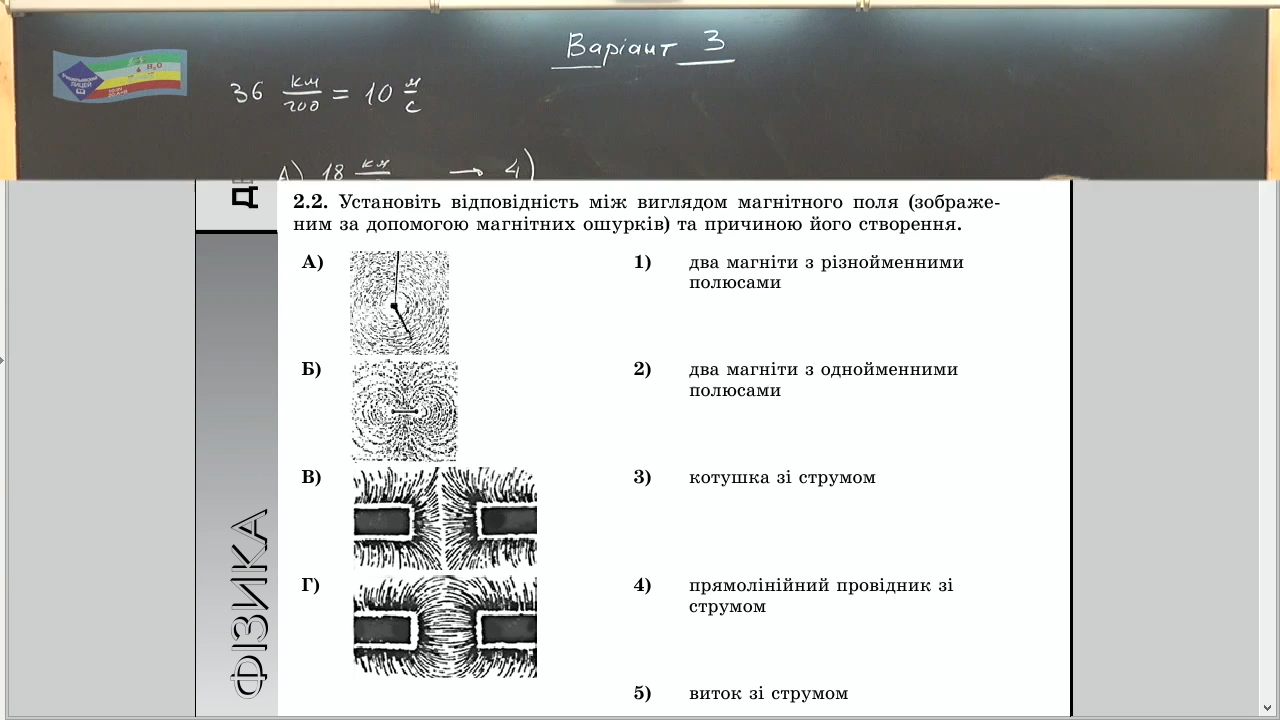 Варіант 3
36 км/год = 10 м/с
А) 18 км → 4)
2.2. Установіть відповідність між виглядом магнітного поля (зображе-
ним за допомогою магнітних ошурків) та причиною його створення.
А)
1) два магніти з різнойменними
полюсами
Б)
2) два магніти з однойменними
полюсами
В)
3) котушка зі струмом
Г)
4) прямолінійний провідник зі
струмом
5) виток зі струмом
ФІЗИКА